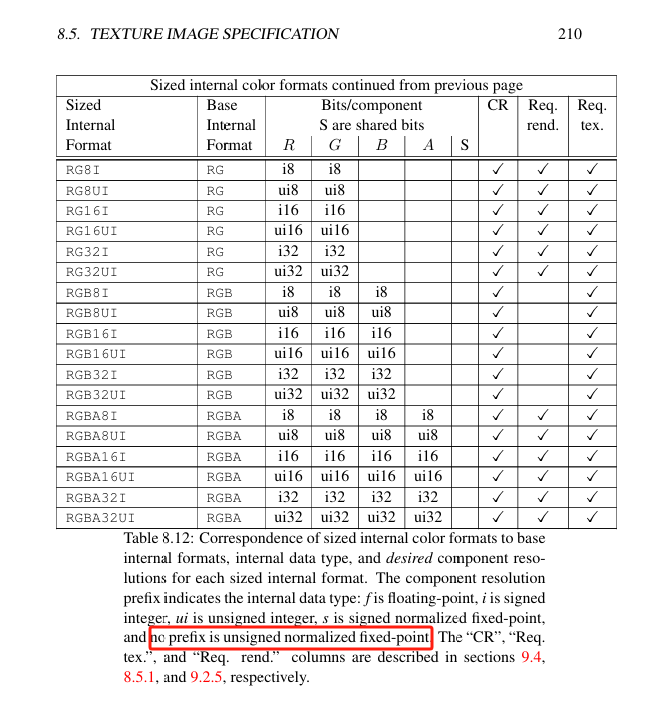 8.5. TEXTURE IMAGE SPECIFICATION 210
Sized internal color formats continued from previous page
Sized Base Bits/component CR Req. Req.
Internal Internal S are shared bits rend. tex.
Format Format R G B A S
RG8I RG i8 i8 ✓ ✓ ✓
RG8UI RG ui8 ui8 ✓ ✓ ✓
RG16I RG i16 i16 ✓ ✓ ✓
RG16UI RG ui16 ui16 ✓ ✓ ✓
RG32I RG i32 i32 ✓ ✓ ✓
RG32UI RG ui32 ui32 ✓ ✓ ✓
RGB8I RGB i8 i8 i8 ✓ ✓
RGB8UI RGB ui8 ui8 ui8 ✓ ✓
RGB16I RGB i16 i16 i16 ✓ ✓
RGB16UI RGB ui16 ui16 ui16 ✓ ✓
RGB32I RGB i32 i32 i32 ✓ ✓
RGB32UI RGB ui32 ui32 ui32 ✓ ✓
RGBA8I RGBA i8 i8 i8 i8 ✓ ✓ ✓
RGBA8UI RGBA ui8 ui8 ui8 ui8 ✓ ✓ ✓
RGBA16I RGBA i16 i16 i16 i16 ✓ ✓ ✓
RGBA16UI RGBA ui16 ui16 ui16 ui16 ✓ ✓ ✓
RGBA32I RGBA i32 i32 i32 i32 ✓ ✓ ✓
RGBA32UI RGBA ui32 ui32 ui32 ui32 ✓ ✓ ✓
Table 8.12: Correspondence of sized internal color formats to base
internal formats, internal data type, and desired component reso-
lutions for each sized internal format. The component resolution
prefix indicates the internal data type: f is floating-point, i is signed
integer, ui is unsigned integer, s is signed normalized fixed-point,
and no prefix is unsigned normalized fixed-point. The “CR”, “Req.
tex.”, and “Req. rend.” columns are described in sections 9.4,
8.5.1, and 9.2.5, respectively.